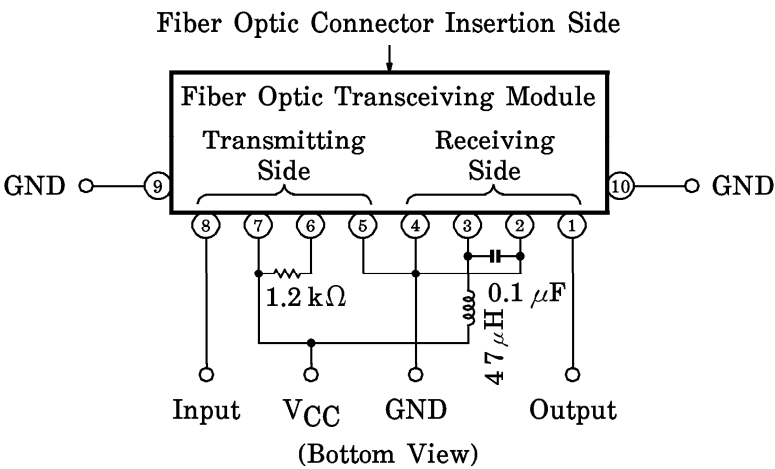 Fiber Optic Connector Insertion Side
Fiber Optic Transceiving Module
Transmitting Side
Receiving Side
GND
9
10
GND
8
7
6
5
4
3
2
1
1.2 kΩ
0.1 μF
47 μH
Input
VCC
GND
Output
(Bottom View)